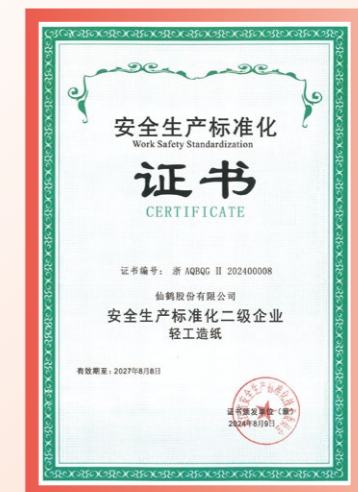 安全生产标准化
Work Safety Standardization
证书
CERTIFICATE
证书编号： 浙 AQBQG II 202400008
仙鹤股份有限公司
安全生产标准化二级企业
轻工造纸
有效期至：2027年8月8日
证书颁发单位（章）
2024年8月9日